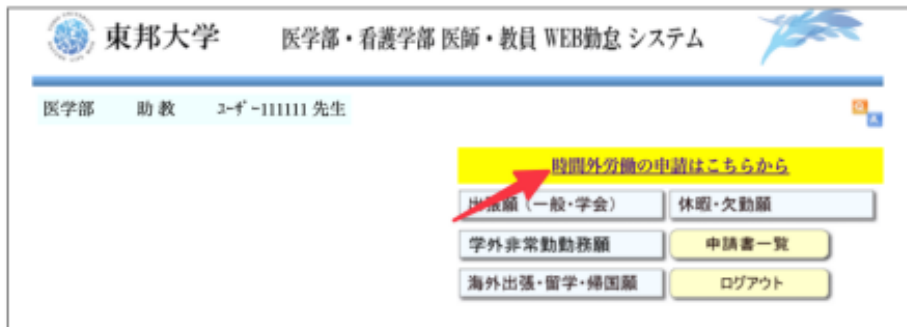 東邦大学 医学部・看護学部 医師・教員 WEB勤怠 システム
医学部 助教 ユーザー111111 先生
Q
A
時間外労働の申請はこちらから
出張願（一般・学会） 休暇・欠勤願
学外非常勤勤務願 申請書一覧
海外出張・留学・帰国願 ログアウト